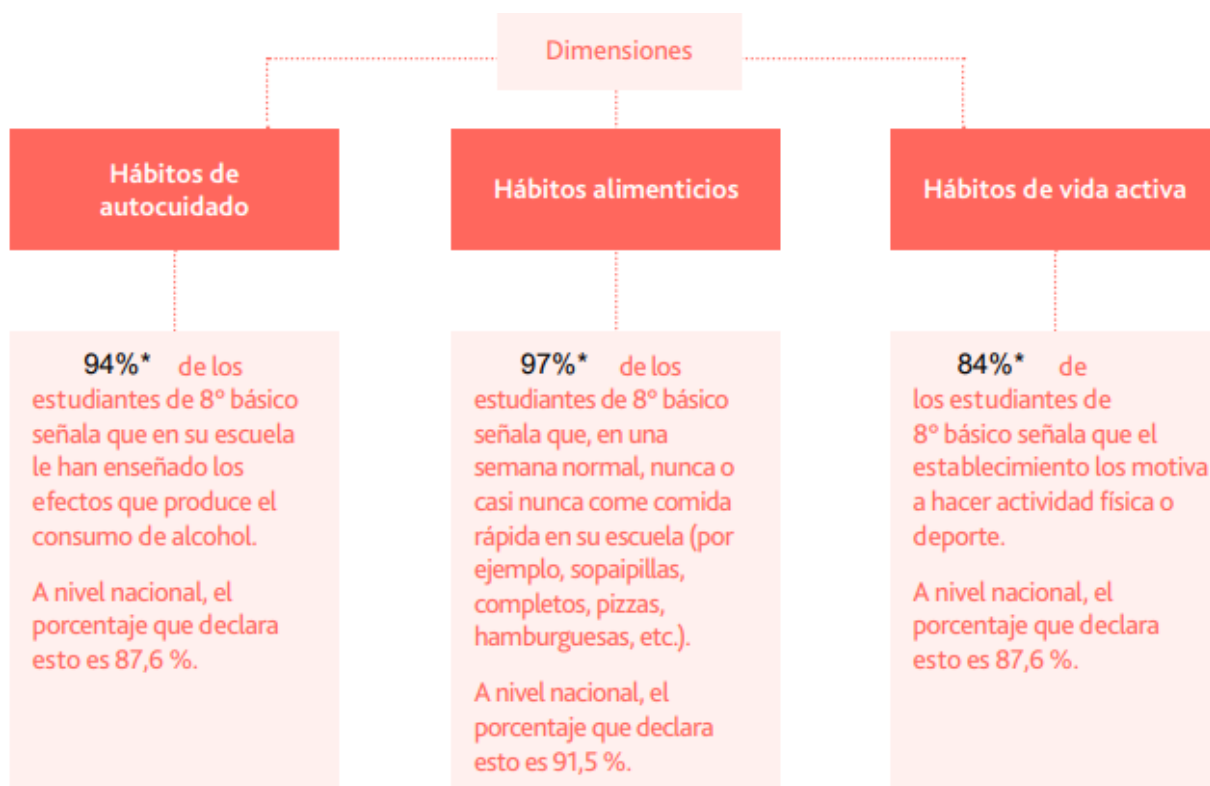 Dimensiones
Hábitos de
autocuidado
94%* de los
estudiantes de 8º básico
señala que en su escuela
le han enseñado los
efectos que produce el
consumo de alcohol.
A nivel nacional, el
porcentaje que declara
esto es 87,6 %.
Hábitos alimenticios
97%* de los
estudiantes de 8º básico
señala que, en una
semana normal, nunca o
casi nunca come comida
rápida en su escuela (por
ejemplo, sopaipillas,
completos, pizzas,
hamburguesas, etc.).
A nivel nacional, el
porcentaje que declara
esto es 91,5 %.
Hábitos de vida activa
84%* de
los estudiantes de
8º básico señala que el
establecimiento los motiva
a hacer actividad física o
deporte.
A nivel nacional, el
porcentaje que declara
esto es 87,6 %.